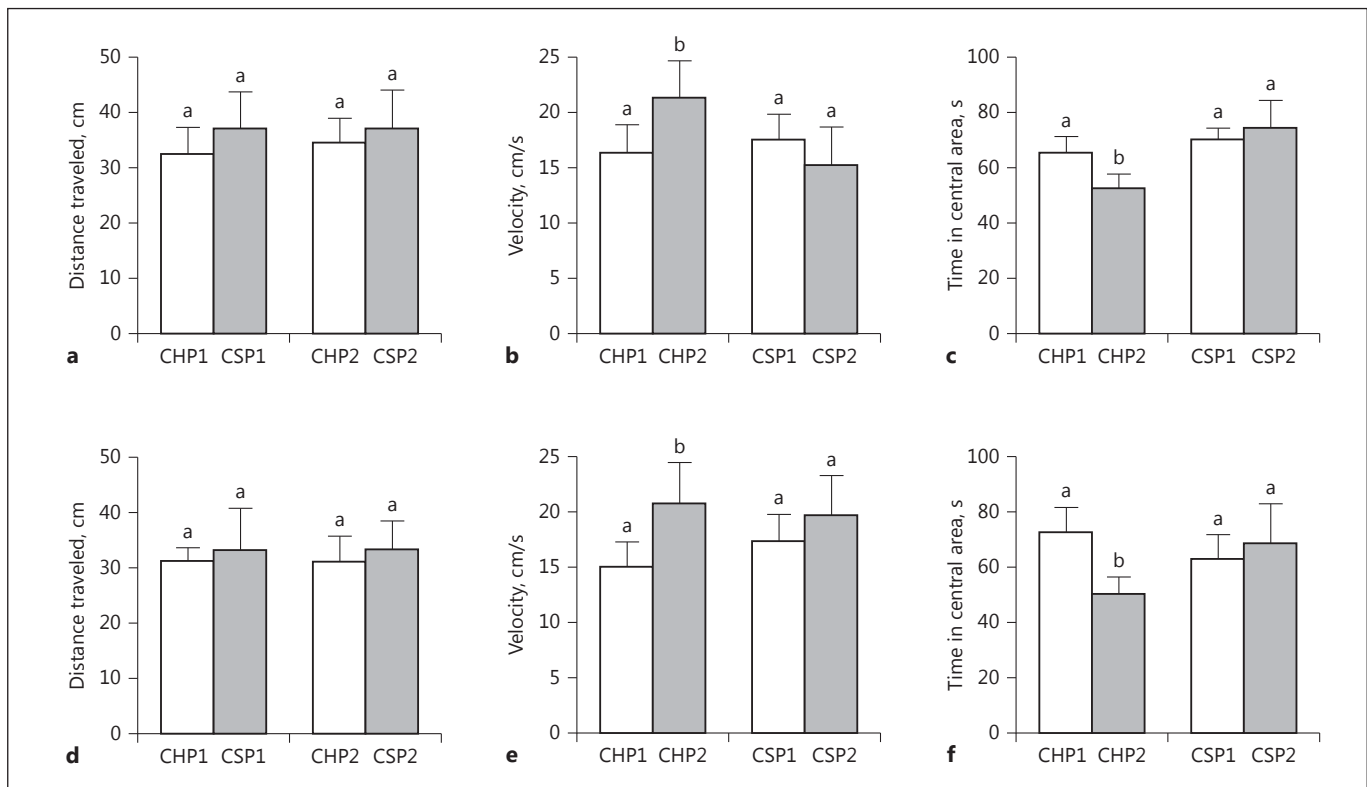 50
40
30
20
10
0
Distance traveled, cm
a a a a
CHP1 CSP1 CHP2 CSP2
a
25
20
15
10
5
0
Velocity, cm/s
a b a a
CHP1 CHP2 CSP1 CSP2
b
100
80
60
40
20
0
Time in central area, s
a b a a
CHP1 CHP2 CSP1 CSP2
c
50
40
30
20
10
0
Distance traveled, cm
a a a a
CHP1 CSP1 CHP2 CSP2
d
25
20
15
10
5
0
Velocity, cm/s
a b a a
CHP1 CHP2 CSP1 CSP2
e
100
80
60
40
20
0
Time in central area, s
a b a a
CHP1 CHP2 CSP1 CSP2
f